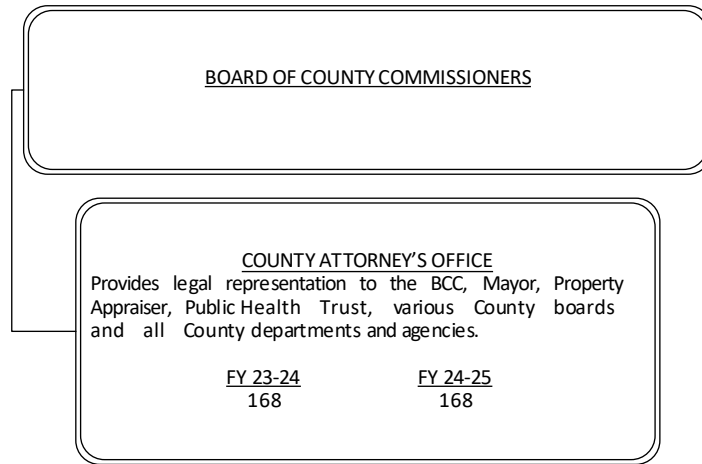 BOARD OF COUNTY COMMISSIONERS
COUNTY ATTORNEY'S OFFICE
Provides legal representation to the BCC, Mayor, Property
Appraiser, Public Health Trust, various County boards
and all County departments and agencies.
FY 23-24 FY 24-25
168 168